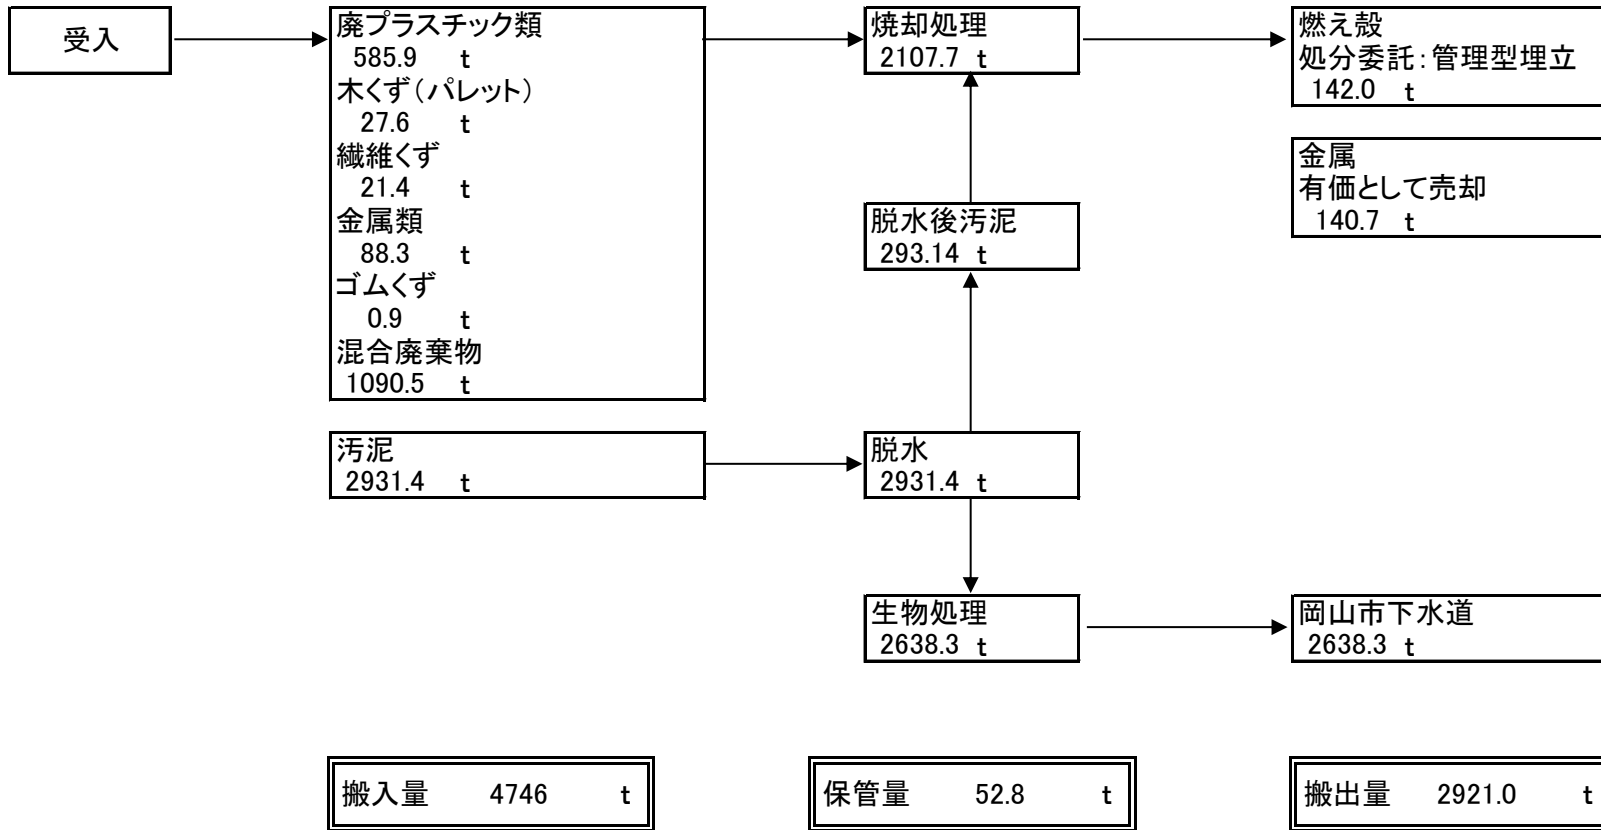 受入
廃プラスチック類
585.9 t
木くず（パレット）
27.6 t
繊維くず
21.4 t
金属類
88.3 t
ゴムくず
0.9 t
混合廃棄物
1090.5 t
汚泥
2931.4 t
焼却処理
2107.7 t
脱水後汚泥
293.14 t
脱水
2931.4 t
生物処理
2638.3 t
燃え殻
処分委託：管理型埋立
142.0 t
金属
有価として売却
140.7 t
岡山市下水道
2638.3 t
搬入量 4746 t
保管量 52.8 t
搬出量 2921.0 t